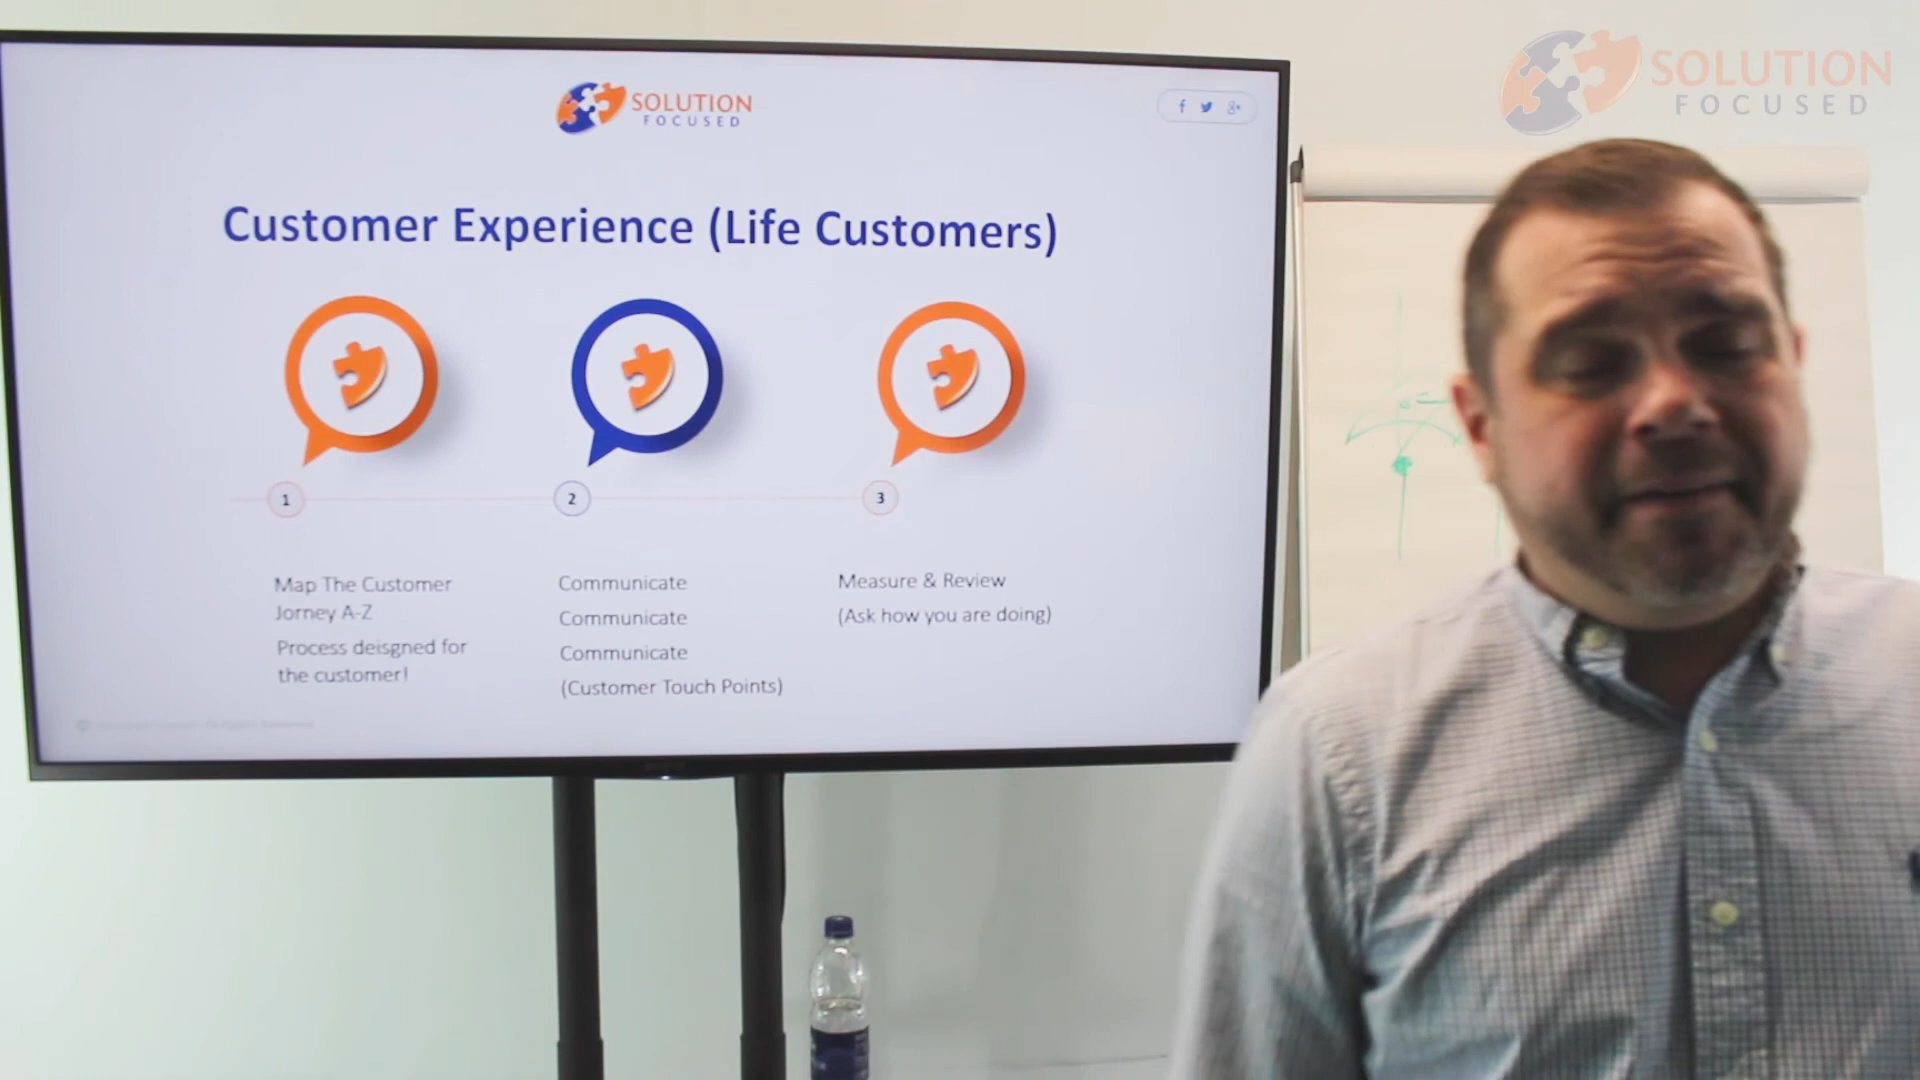 SOLUTION
FOCUSED
SOLUTION
FOCUSED
Customer Experience (Life Customers)
1
2
3
Map The Customer
Jorney A-Z
Process deisgned for
the customer!
Communicate
Communicate
Communicate
(Customer Touch Points)
Measure & Review
(Ask how you are doing)